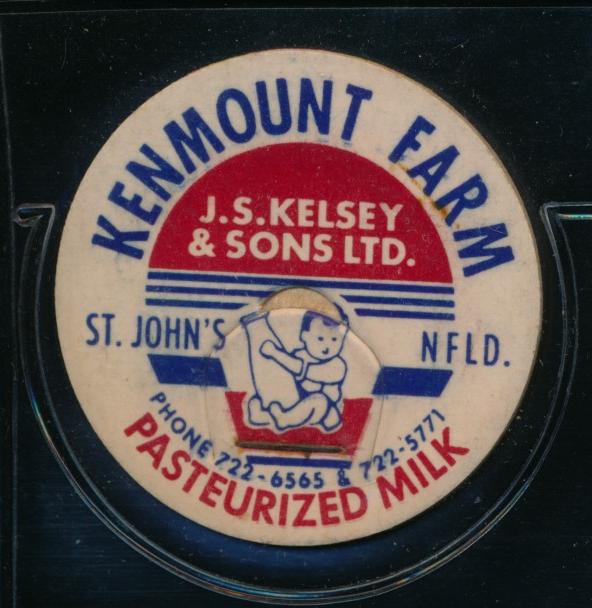 KENMOUNT FARM
J.S.KELSEY
& SONS LTD.
ST. JOHN'S NFLD.
PHONE 722-6565 & 722-5771
PASTEURIZED MILK